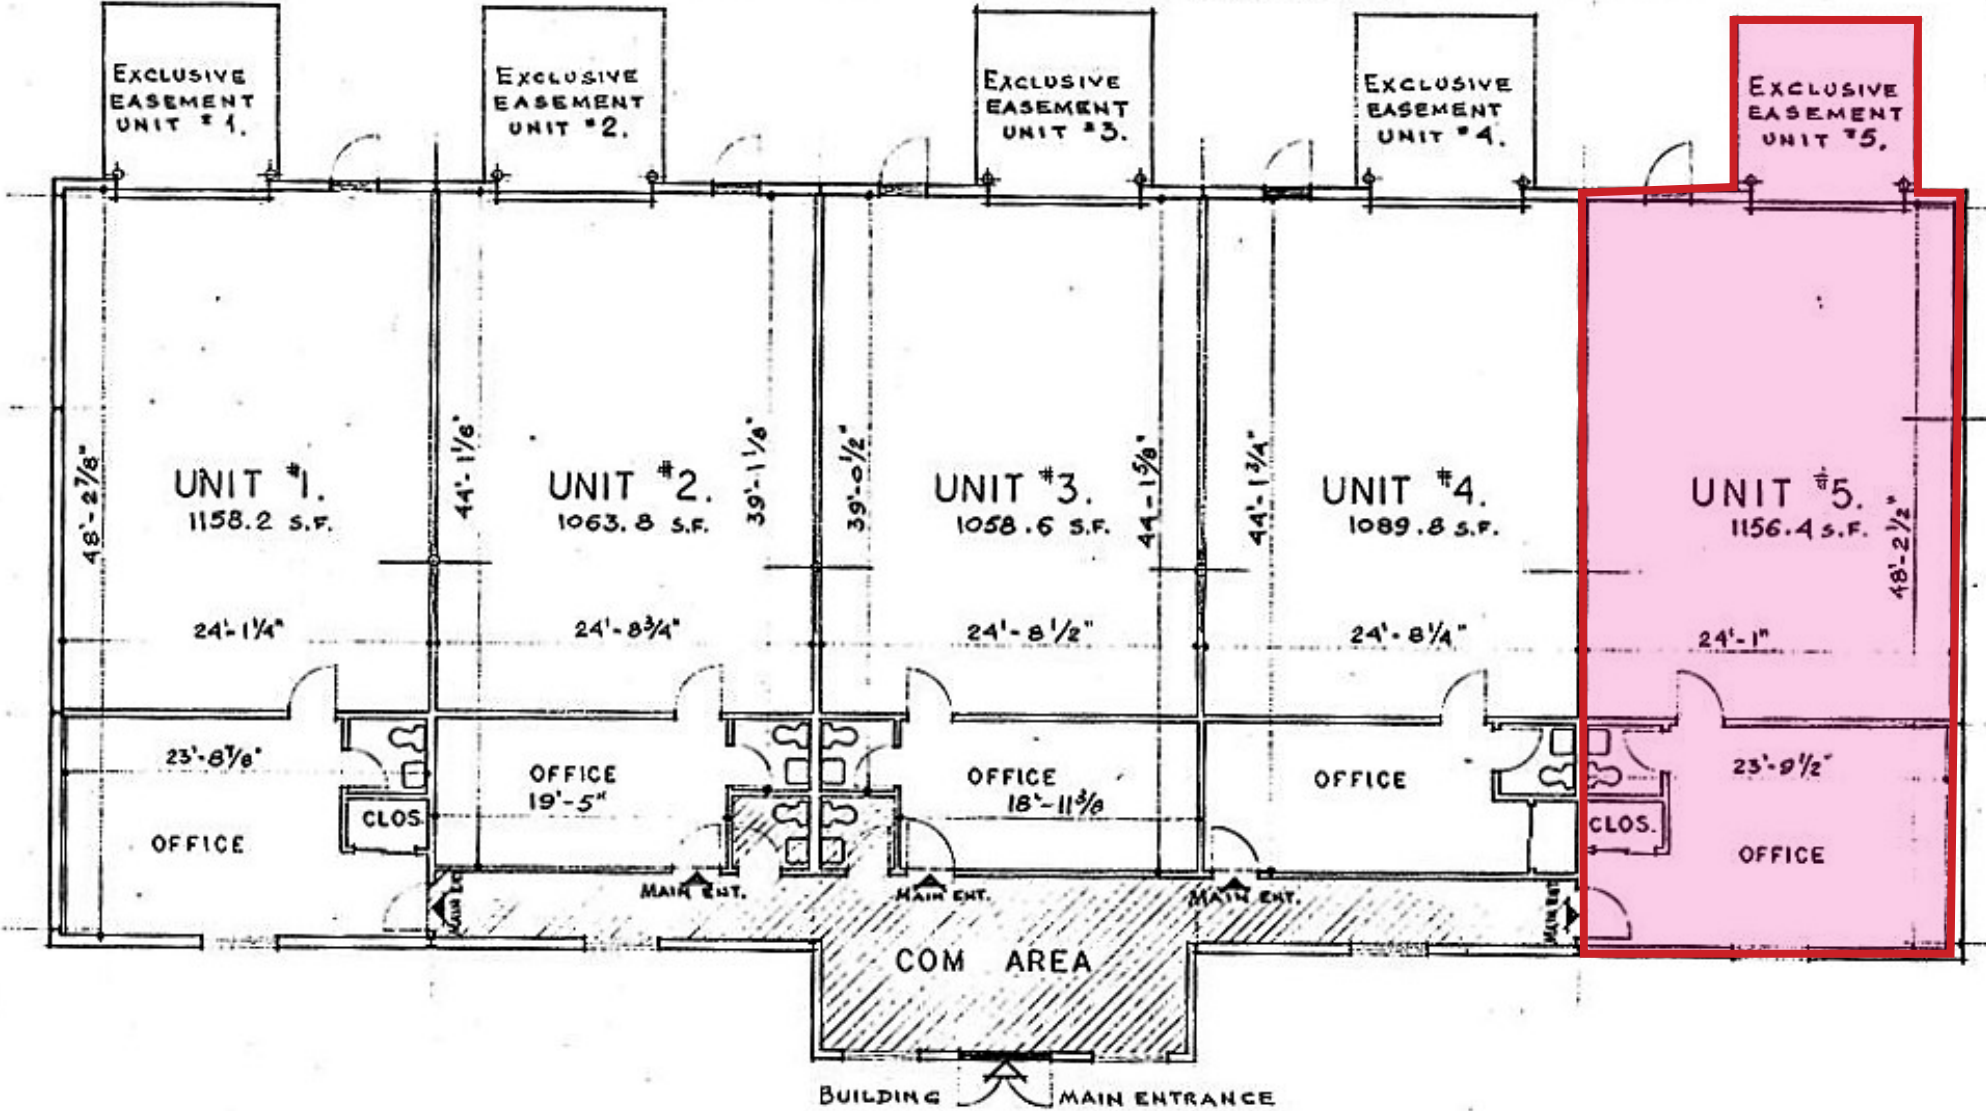 EXCLUSIVE
EASEMENT
UNIT #1.
EXCLUSIVE
EASEMENT
UNIT #2.
EXCLUSIVE
EASEMENT
UNIT #3.
EXCLUSIVE
EASEMENT
UNIT #4.
EXCLUSIVE
EASEMENT
UNIT #5.
48'-2 7/8"
UNIT #1.
1158.2 S.F.
24'-1 1/4"
44'-1 1/8"
UNIT #2.
1063.8 S.F.
24'-8 3/4"
39'-1 1/8"
39'-0 1/2"
UNIT #3.
1058.6 S.F.
24'-8 1/2"
44'-1 5/8"
44'-1 3/4"
UNIT #4.
1089.8 S.F.
24'-8 1/4"
UNIT #5.
1156.4 S.F.
24'-1"
48'-2 1/2"
23'-8 7/8"
CLOS.
OFFICE
OFFICE
19'-5"
OFFICE
18'-11 3/8
OFFICE
23'-9 1/2"
CLOS.
OFFICE
MAIN ENT.
MAIN ENT.
MAIN ENT.
COM AREA
BUILDING MAIN ENTRANCE